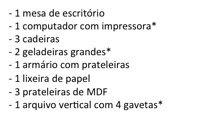 - 1 mesa de escritório
- 1 computador com impressora*
- 3 cadeiras
- 2 geladeiras grandes*
- 1 armário com prateleiras
- 1 lixeira de papel
- 3 prateleiras de MDF
- 1 arquivo vertical com 4 gavetas*